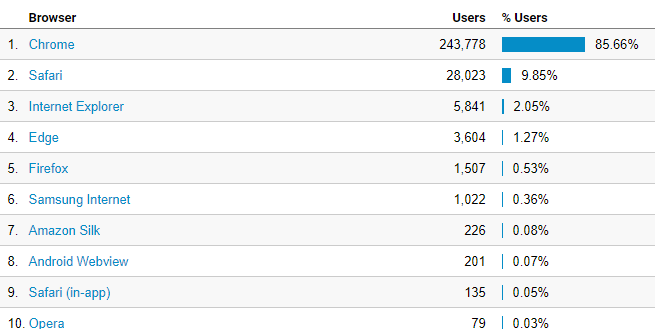 Browser Users % Users
1. Chrome 243,778 85.66%
2. Safari 28,023 9.85%
3. Internet Explorer 5,841 2.05%
4. Edge 3,604 1.27%
5. Firefox 1,507 0.53%
6. Samsung Internet 1,022 0.36%
7. Amazon Silk 226 0.08%
8. Android Webview 201 0.07%
9. Safari (in-app) 135 0.05%
10. Opera 79 0.03%